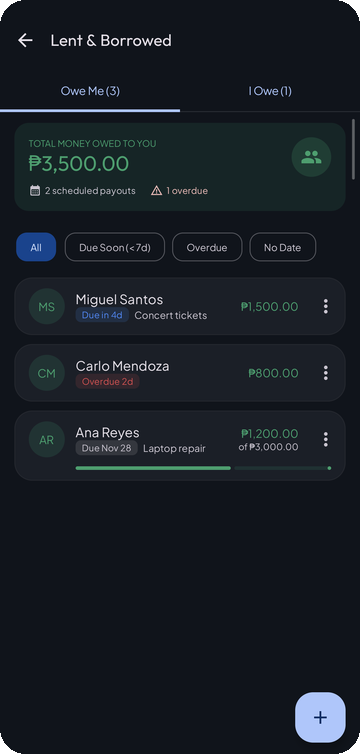 Lent & Borrowed
Owe Me (3)
I Owe (1)
TOTAL MONEY OWED TO YOU
₱3,500.00
2 scheduled payouts
1 overdue
All
Due Soon (< 7d)
Overdue
No Date
MS
Miguel Santos
₱1,500.00
Due in 4d
Concert tickets
CM
Carlo Mendoza
₱800.00
Overdue 2d
AR
Ana Reyes
₱1,200.00
Due Nov 28
Laptop repair
of ₱3,000.00